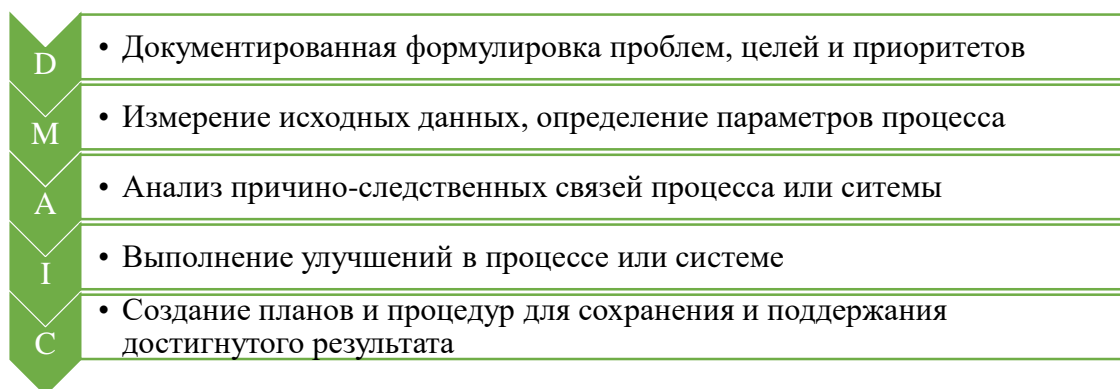 D
• Документированная формулировка проблем, целей и приоритетов
M
• Измерение исходных данных, определение параметров процесса
A
• Анализ причино-следственных связей процесса или ситемы
I
• Выполнение улучшений в процессе или системе
C
• Создание планов и процедур для сохранения и поддержания
достигнутого результата